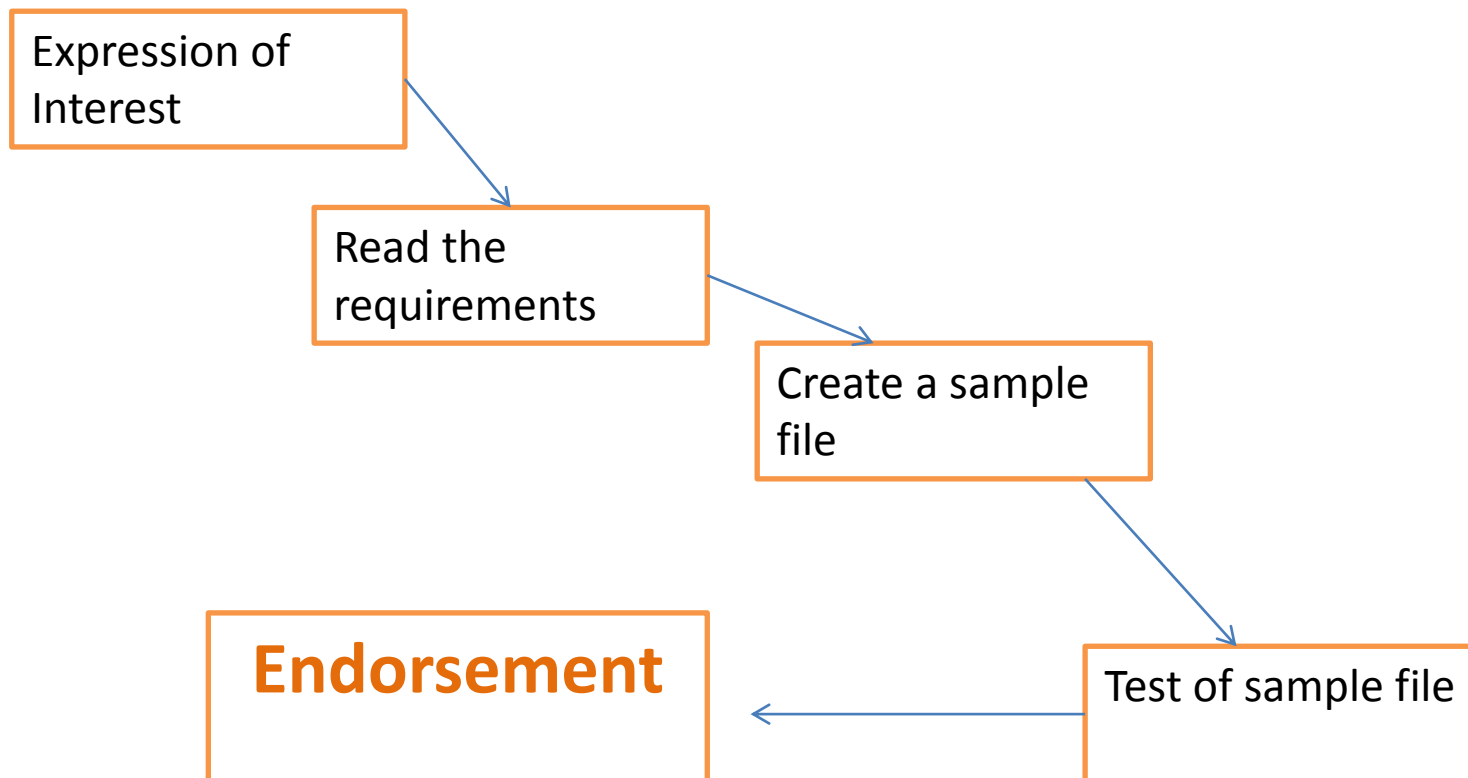 Expression of
Interest
Read the
requirements
Create a sample
file
Test of sample file
Endorsement